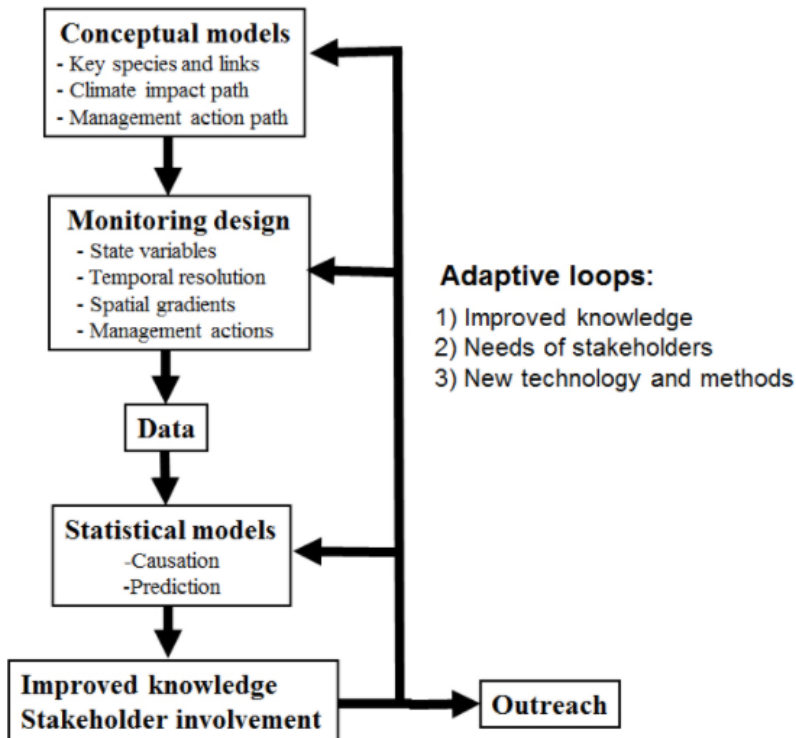 Conceptual models
- Key species and links
- Climate impact path
- Management action path
Monitoring design
- State variables
- Temporal resolution
- Spatial gradients
- Management actions
Data
Statistical models
-Causation
-Prediction
Improved knowledge
Stakeholder involvement
Outreach
Adaptive loops:
1) Improved knowledge
2) Needs of stakeholders
3) New technology and methods